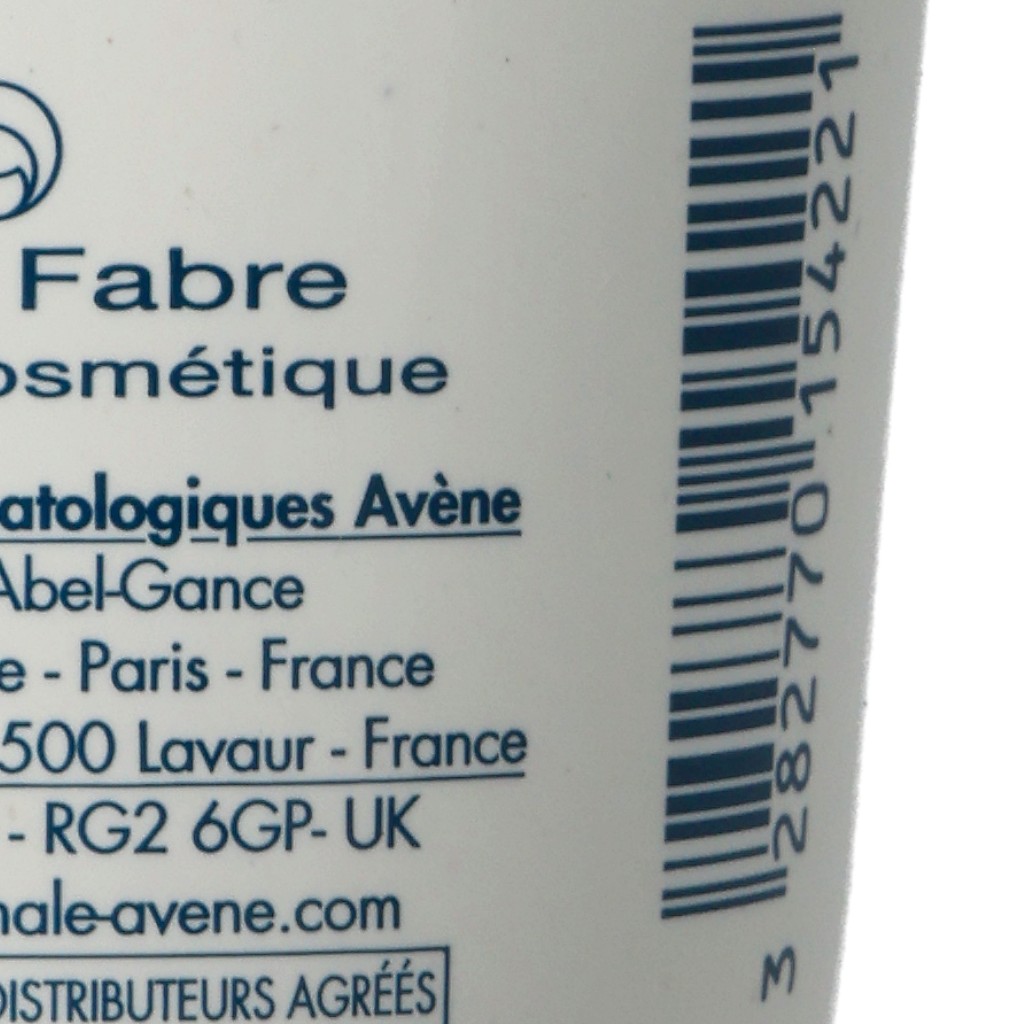 Fabre
osmétique
atologiques Avène
Abel-Gance
e - Paris - France
500 Lavaur - France
- RG2 6GP- UK
nale-avene.com
DISTRIBUTEURS AGRÉÉS
3 282770 154221